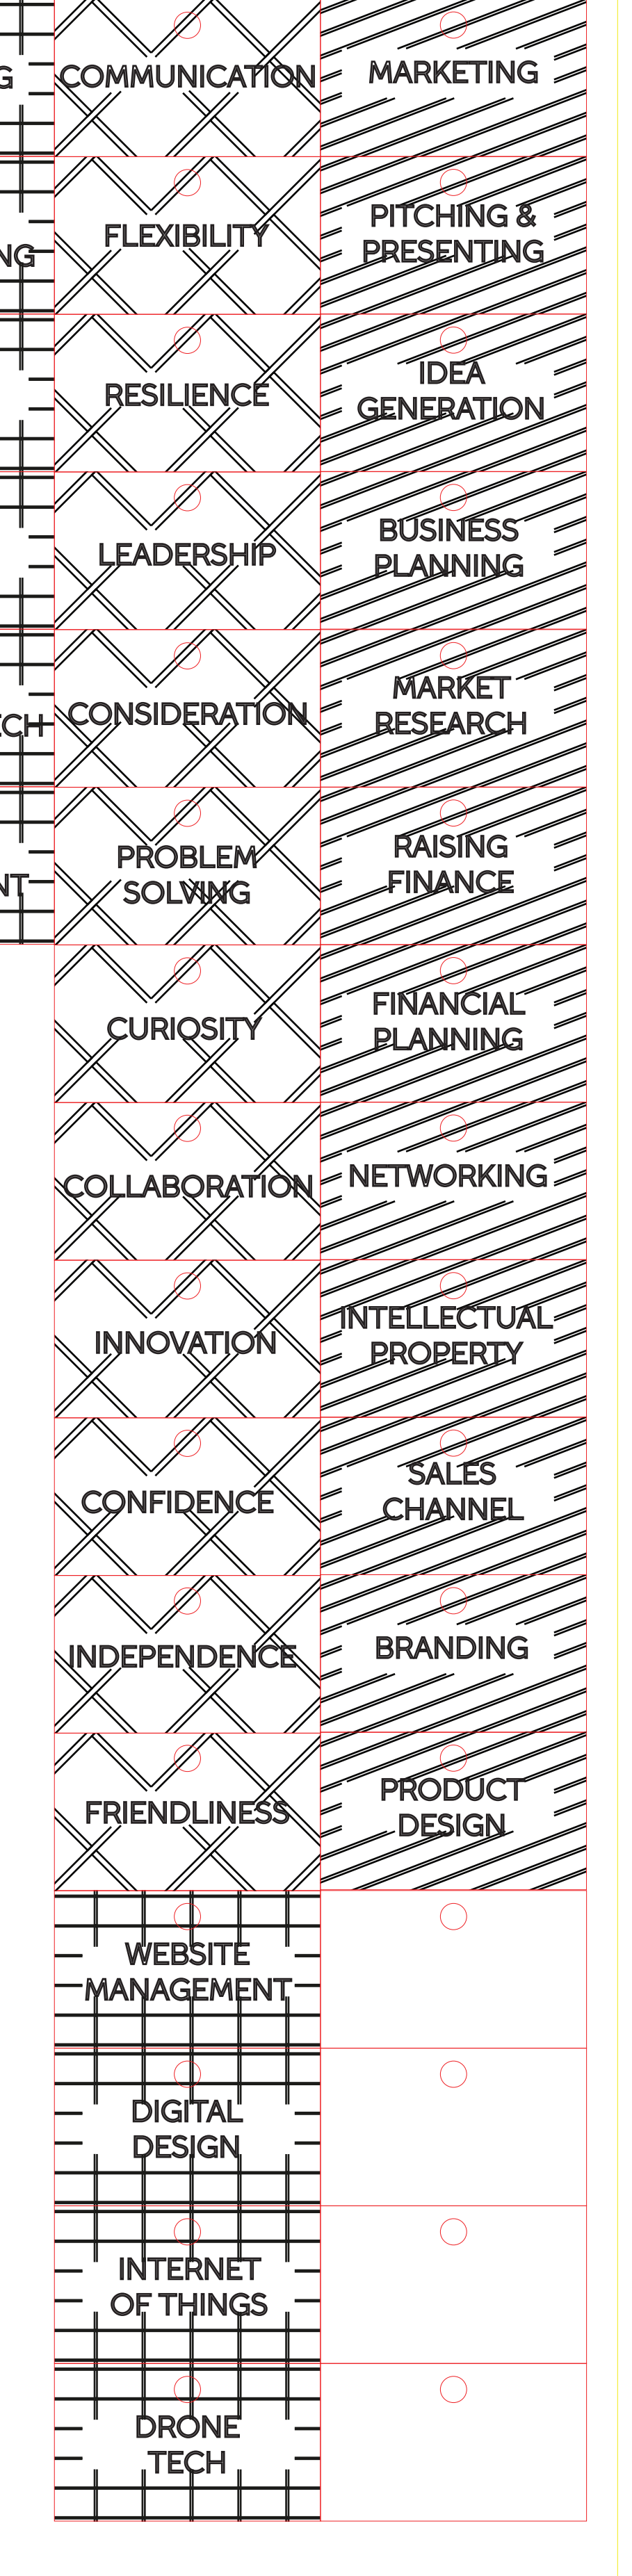 COMMUNICATION
MARKETING
FLEXIBILITY
PITCHING &
PRESENTING
RESILIENCE
IDEA
GENERATION
LEADERSHIP
BUSINESS
PLANNING
CONSIDERATION
MARKET
RESEARCH
PROBLEM
SOLVING
RAISING
FINANCE
CURIOSITY
FINANCIAL
PLANNING
COLLABORATION
NETWORKING
INNOVATION
INTELLECTUAL
PROPERTY
CONFIDENCE
SALES
CHANNEL
INDEPENDENCE
BRANDING
FRIENDLINESS
PRODUCT
DESIGN
WEBSITE
MANAGEMENT
DIGITAL
DESIGN
INTERNET
OF THINGS
DRONE
TECH